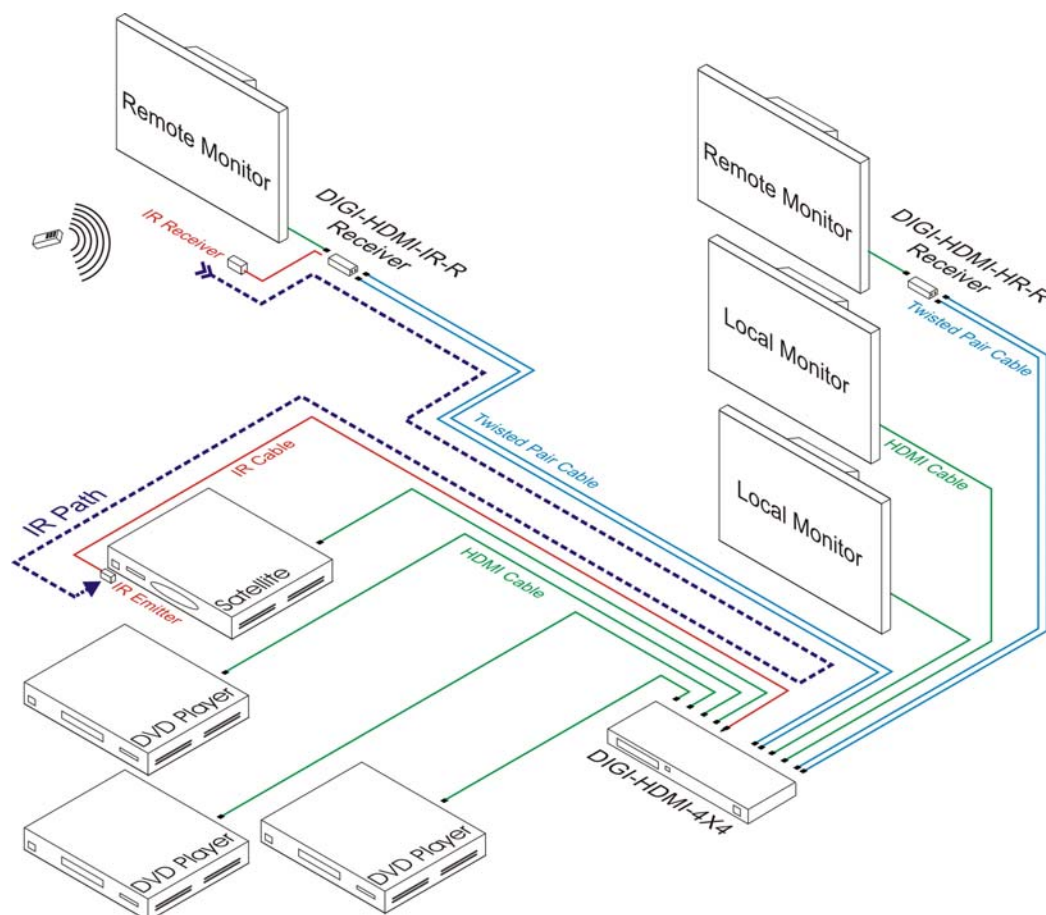 Remote Monitor
IR Receiver
DIGI-HDMI-IR-R
Receiver
Remote Monitor
DIGI-HDMI-HR-R
Receiver
Twisted Pair Cable
Local Monitor
HDMI Cable
Local Monitor
Twisted Pair Cable
IR Cable
IR Path
Satellite
IR Emitter
HDMI Cable
DVD Player
DVD Player
DVD Player
DIGI-HDMI-4X4